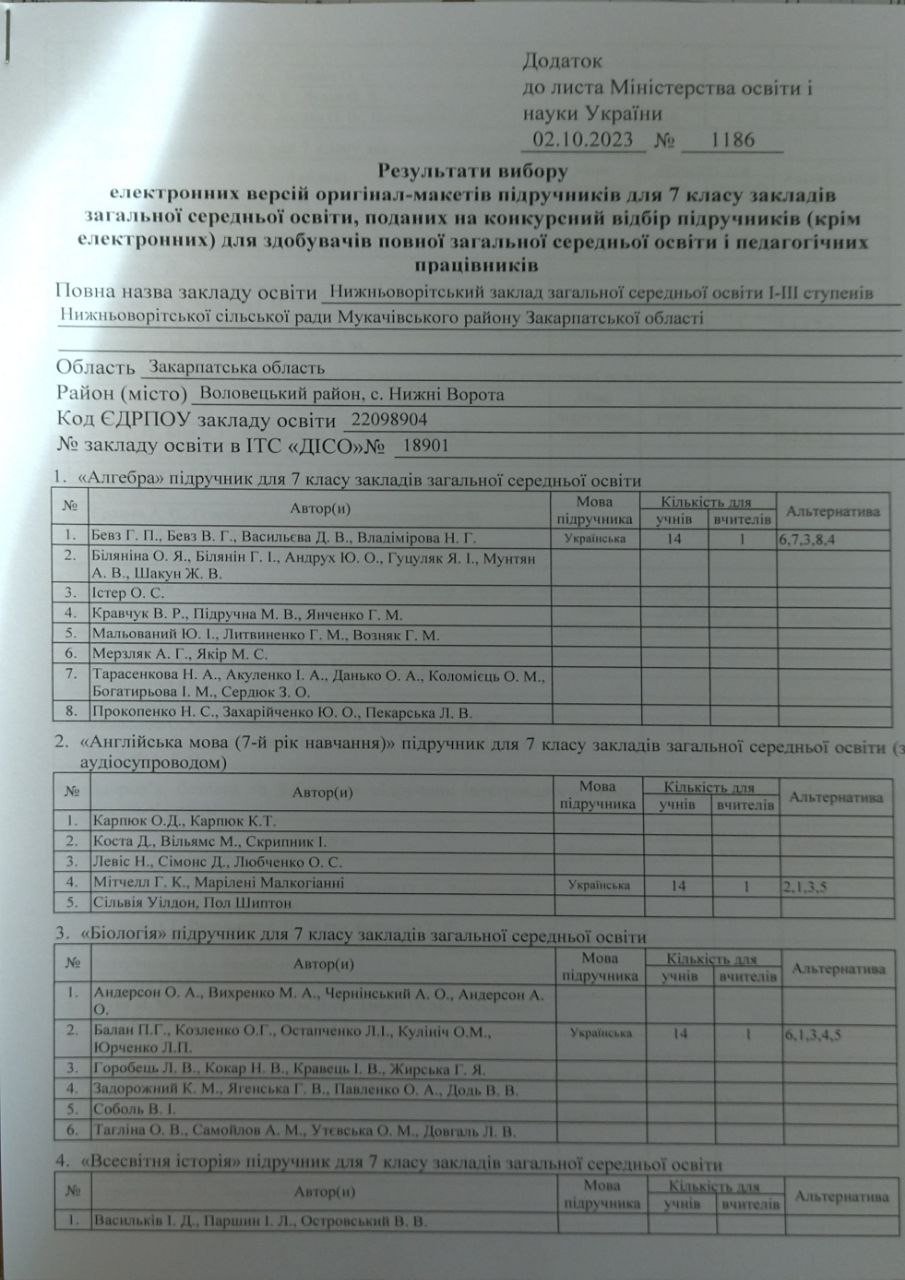 Додаток
до листа Міністерства освіти і
науки України
02.10.2023 № 1186
Результати вибору
електронних версій оригінал-макетів підручників для 7 класу закладів
загальної середньої освіти, поданих на конкурсний відбір підручників (крім
електронних) для здобувачів повної загальної середньої освіти і педагогічних
працівників
Повна назва закладу освіти Нижньоворітський заклад загальної середньої освіти І-ІІІ ступенів
Нижньоворітської сільської ради Мукачівського району Закарпатської області
Область Закарпатська область
Район (місто) Воловецький район, с. Нижні Ворота
Код ЄДРПОУ закладу освіти 22098904
№ закладу освіти в ІТС «ДІСО»№ 18901
1. «Алгебра» підручник для 7 класу закладів загальної середньої освіти
№ Автор(и) Мова підручника Кількість для учнів вчителів Альтернатива
1. Бевз Г. П., Бевз В. Г., Васильєва Д. В., Владімірова Н. Г. Українська 14 1 6,7,3,8,4
2. Біляніна О. Я., Білянін Г. І., Андрух Ю. О., Гуцуляк Я. І., Мунтян
А. В., Шакун Ж. В.
3. Істер О. С.
4. Кравчук В. Р., Підручна М. В., Янченко Г. М.
5. Мальований Ю. І., Литвиненко Г. М., Возняк Г. М.
6. Мерзляк А. Г., Якір М. С.
7. Тарасенкова Н. А., Акуленко І. А., Данько О. А., Коломієць О. М.,
Богатирьова І. М., Сердюк З. О.
8. Прокопенко Н. С., Захарійченко Ю. О., Пекарська Л. В.
2. «Англійська мова (7-й рік навчання)» підручник для 7 класу закладів загальної середньої освіти (з
аудіосупроводом)
№ Автор(и) Мова підручника Кількість для учнів вчителів Альтернатива
1. Карпюк О.Д., Карпюк К.Т.
2. Коста Д., Вільямс М., Скрипник І.
3. Левіс Н., Сімонс Д., Любченко О. С.
4. Мітчелл Г. К., Марілені Малкогіанні Українська 14 1 2,1,3,5
5. Сільвія Уілдон, Пол Шиптон
3. «Біологія» підручник для 7 класу закладів загальної середньої освіти
№ Автор(и) Мова підручника Кількість для учнів вчителів Альтернатива
1. Андерсон О. А., Вихренко М. А., Чернінський А. О., Андерсон А.
О.
2. Балан П.Г., Козленко О.Г., Остапченко Л.І., Кулініч О.М.,
Юрченко Л.П. Українська 14 1 6,1,3,4,5
3. Горобець Л. В., Кокар Н. В., Кравець І. В., Жирська Г. Я.
4. Задорожний К. М., Ягенська Г. В., Павленко О. А., Додь В. В.
5. Соболь В. І.
6. Тагліна О. В., Самойлов А. М., Утєвська О. М., Довгаль Л. В.
4. «Всесвітня історія» підручник для 7 класу закладів загальної середньої освіти
№ Автор(и) Мова підручника Кількість для учнів вчителів Альтернатива
1. Васильків І. Д., Паршин І. Л., Островський В. В.